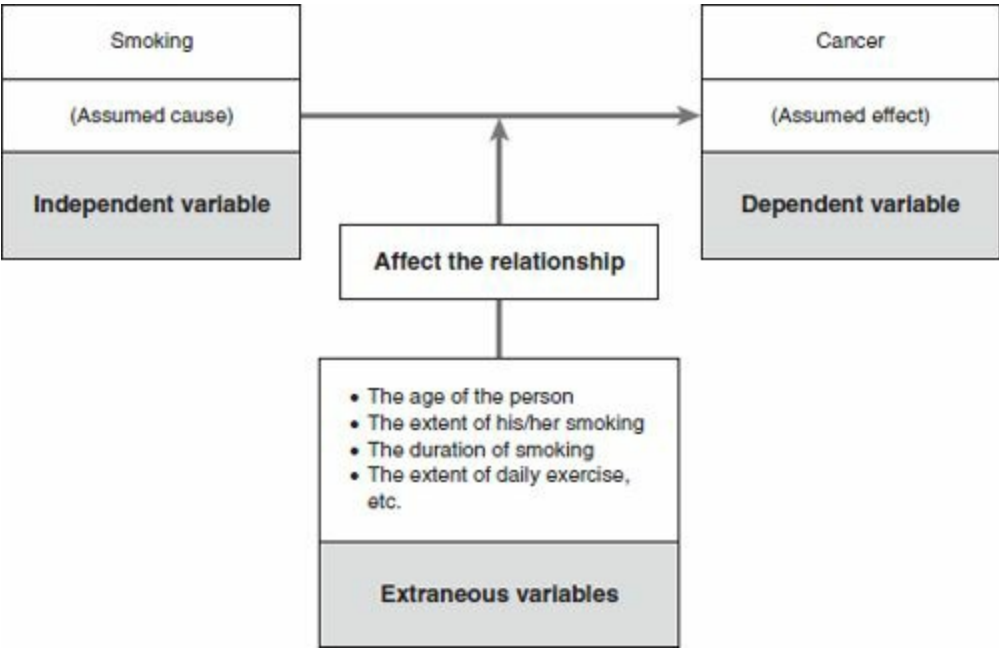 Smoking
(Assumed cause)
Independent variable
Cancer
(Assumed effect)
Dependent variable
Affect the relationship
• The age of the person
• The extent of his/her smoking
• The duration of smoking
• The extent of daily exercise,
etc.
Extraneous variables